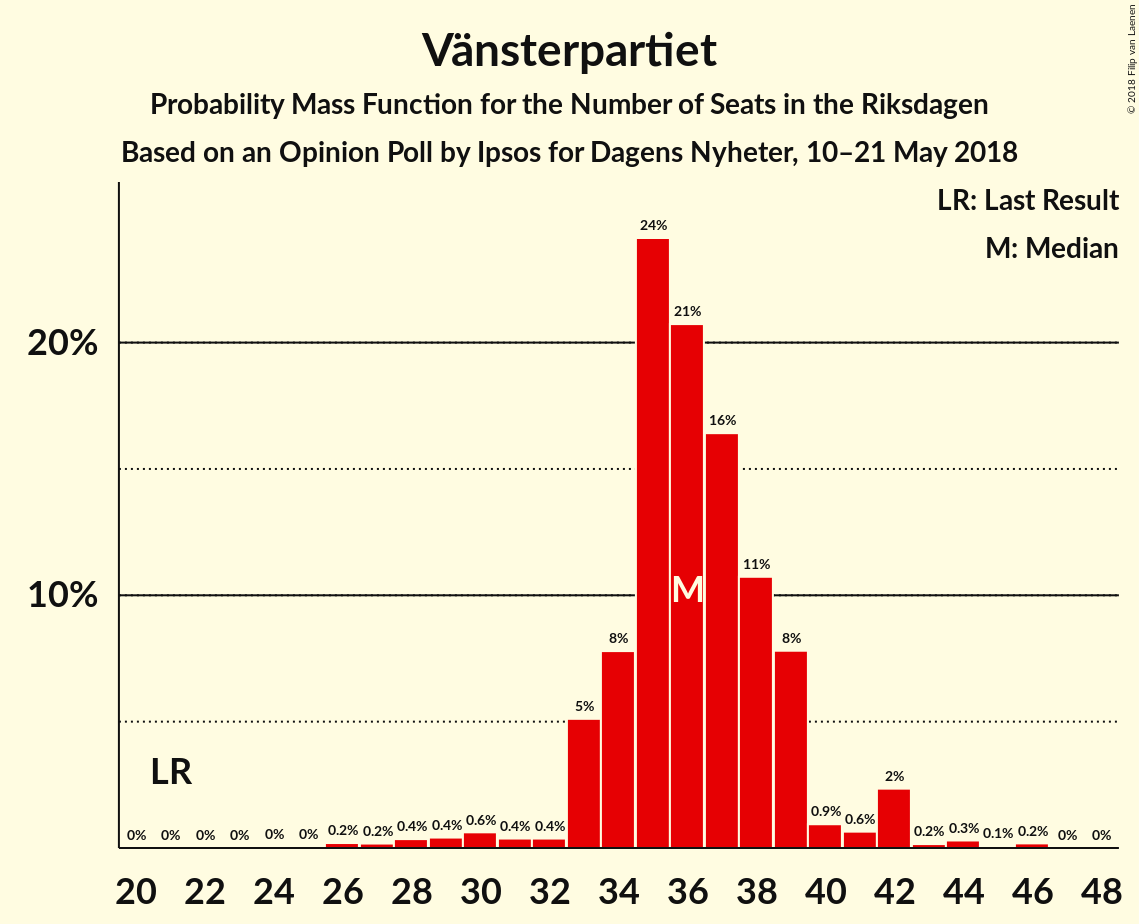 Vänsterpartiet
Probability Mass Function for the Number of Seats in the Riksdagen
Based on an Opinion Poll by Ipsos for Dagens Nyheter, 10–21 May 2018
© 2018 Filip van Laenen
LR: Last Result
M: Median
24%
21%
20%
16%
11%
10%
M
8%
8%
5%
LR
2%
0% 0% 0% 0% 0% 0% 0.2% 0.2% 0.4% 0.4% 0.6% 0.4% 0.4% 0.9% 0.6% 0.2% 0.3% 0.1% 0.2% 0% 0%
20 22 24 26 28 30 32 34 36 38 40 42 44 46 48